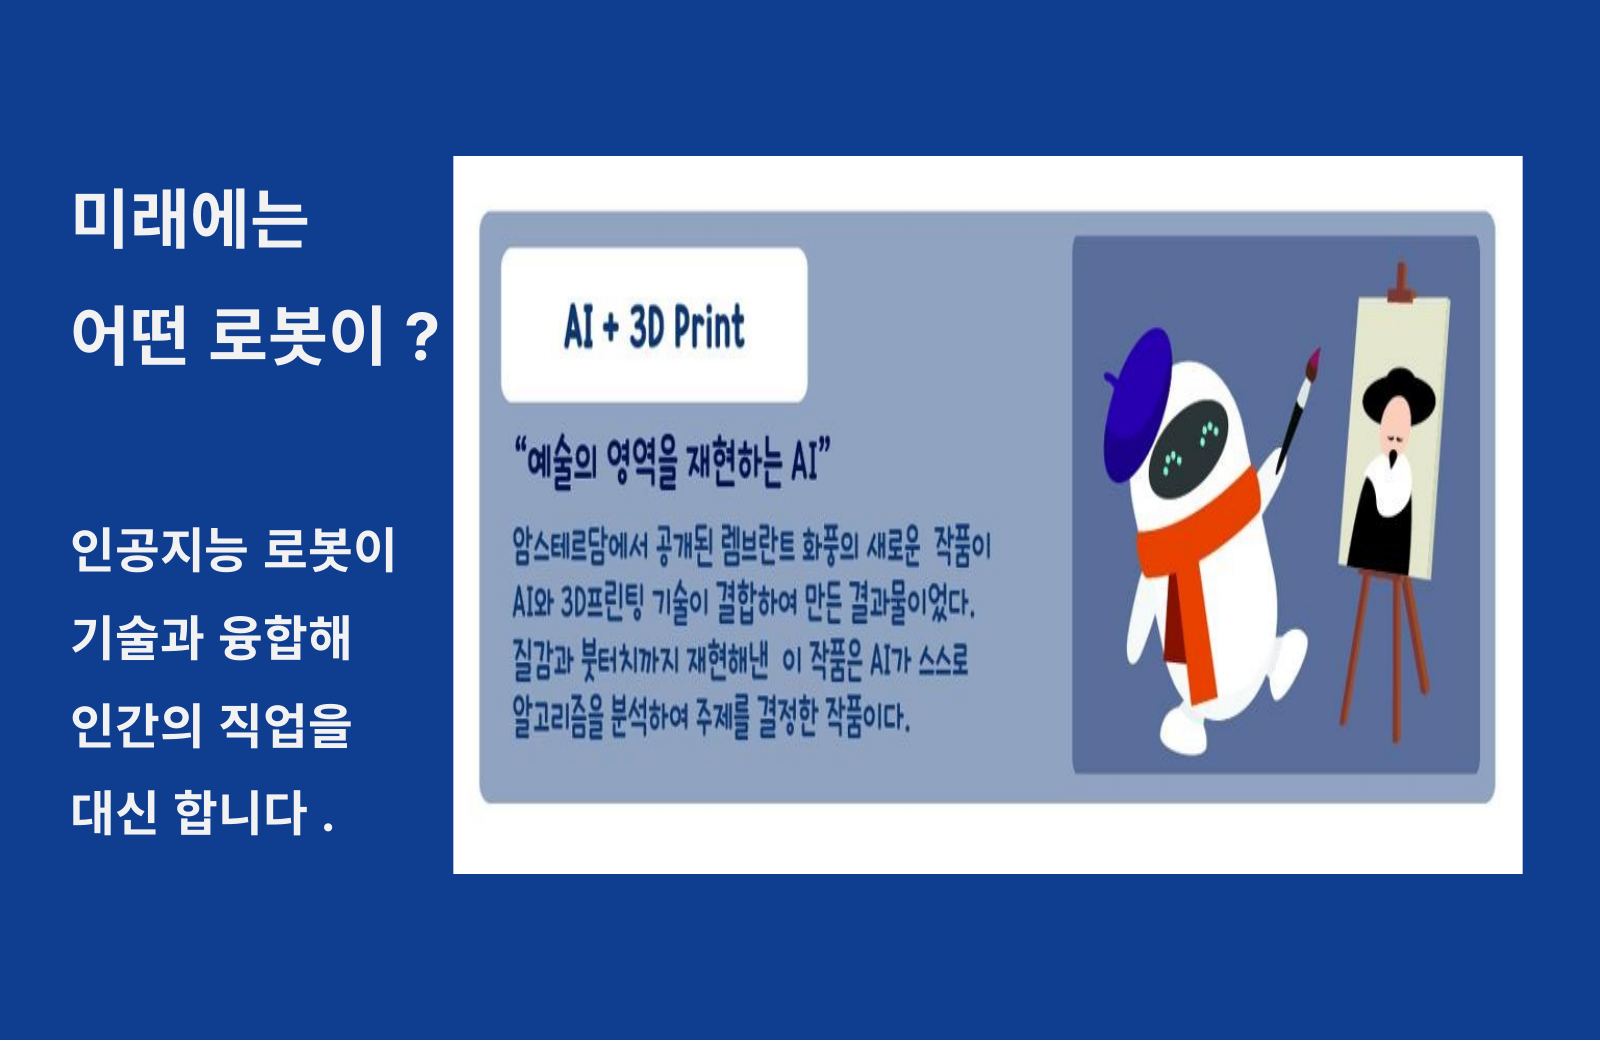 미래에는
어떤 로봇이 ?
인공지능 로봇이
기술과 융합해
인간의 직업을
대신 합니다 .
AI + 3D Print
“예술의 영역을 재현하는 AI”
암스테르담에서 공개된 렘브란트 화풍의 새로운 작품이
AI와 3D프린팅 기술이 결합하여 만든 결과물이었다.
질감과 붓터치까지 재현해낸 이 작품은 AI가 스스로
알고리즘을 분석하여 주제를 결정한 작품이다.